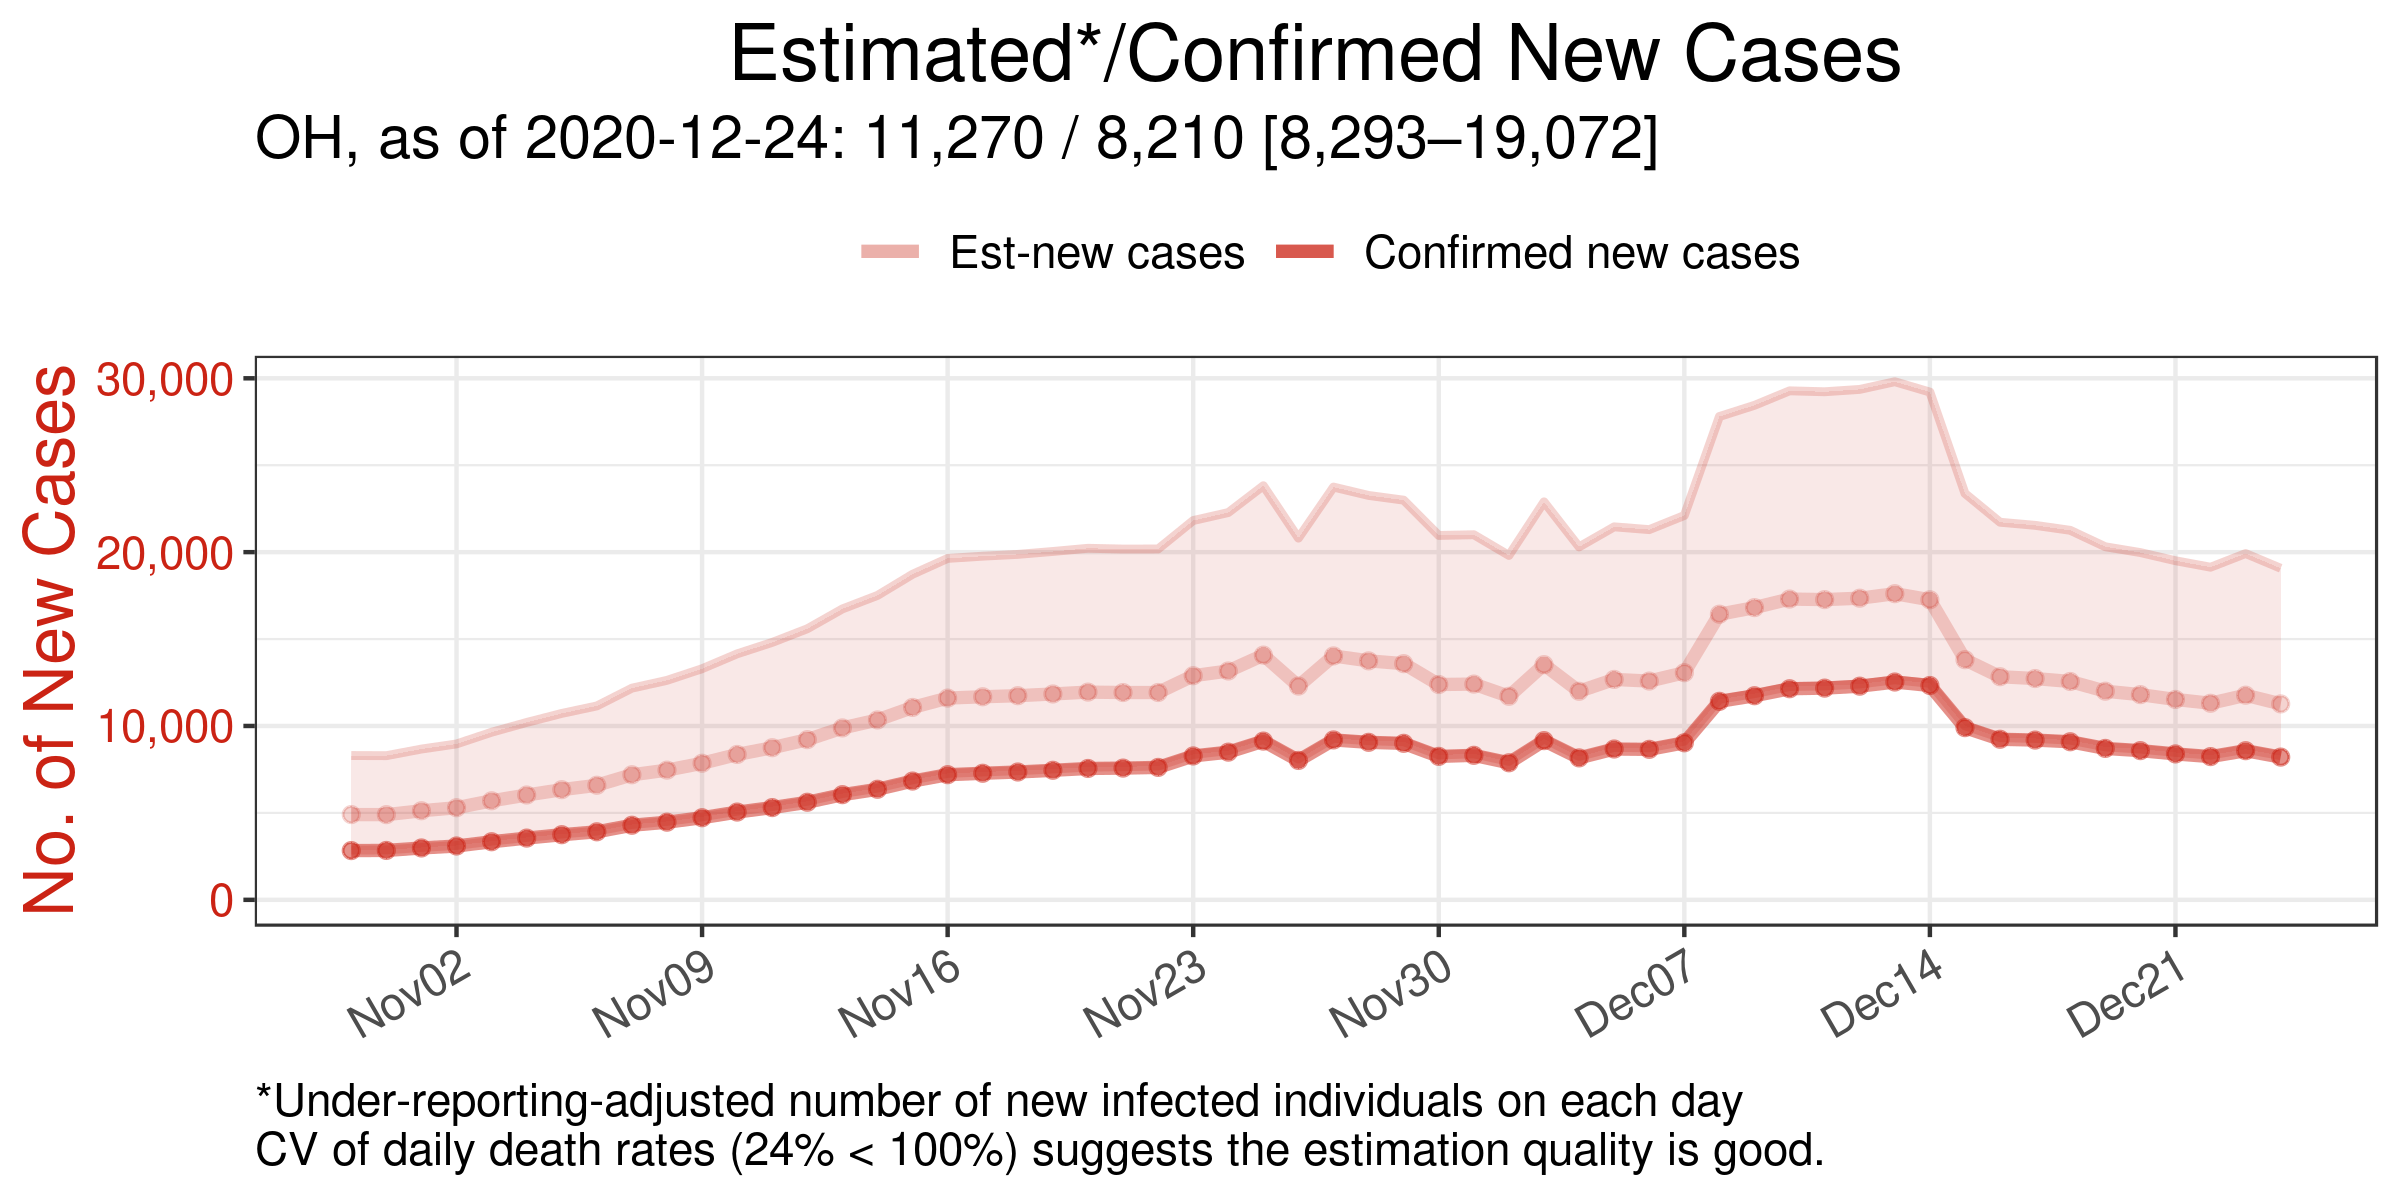 Estimated*/Confirmed New Cases
OH, as of 2020-12-24: 11,270 / 8,210 [8,293–19,072]
Est-new cases
Confirmed new cases
No. of New Cases
30,000
20,000
10,000
0
Nov02
Nov09
Nov16
Nov23
Nov30
Dec07
Dec14
Dec21
*Under-reporting-adjusted number of new infected individuals on each day
CV of daily death rates (24% < 100%) suggests the estimation quality is good.